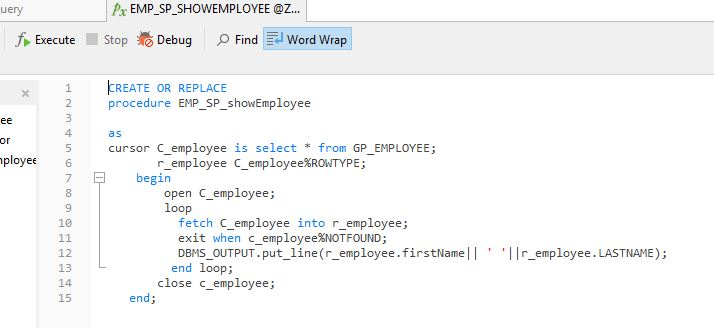 uery
EMP_SP_SHOWEMPLOYEE @Z...
Execute Stop Debug Find Word Wrap
ee
or
mployee
1 CREATE OR REPLACE
2 procedure EMP_SP_showEmployee
3
4 as
5 cursor C_employee is select * from GP_EMPLOYEE;
6 r_employee C_employee%ROWTYPE;
7 begin
8 open C_employee;
9 loop
10 fetch C_employee into r_employee;
11 exit when c_employee%NOTFOUND;
12 DBMS_OUTPUT.put_line(r_employee.firstName|| ' '||r_employee.LASTNAME);
13 end loop;
14 close c_employee;
15 end;